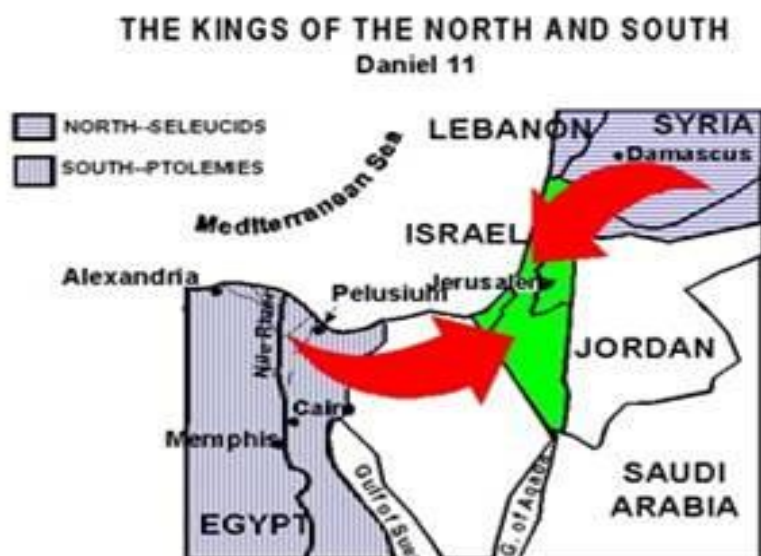 THE KINGS OF THE NORTH AND SOUTH
Daniel 11
NORTH--SELEUCIDS
SOUTH--PTOLEMIES
LEBANON
SYRIA
Damascus
Mediterranean Sea
ISRAEL
Alexandria
Pelusium
Jerusalem
Nile River
JORDAN
Cairo
Memphis
Gulf of Suez
G. of Aqaba
SAUDI
ARABIA
EGYPT